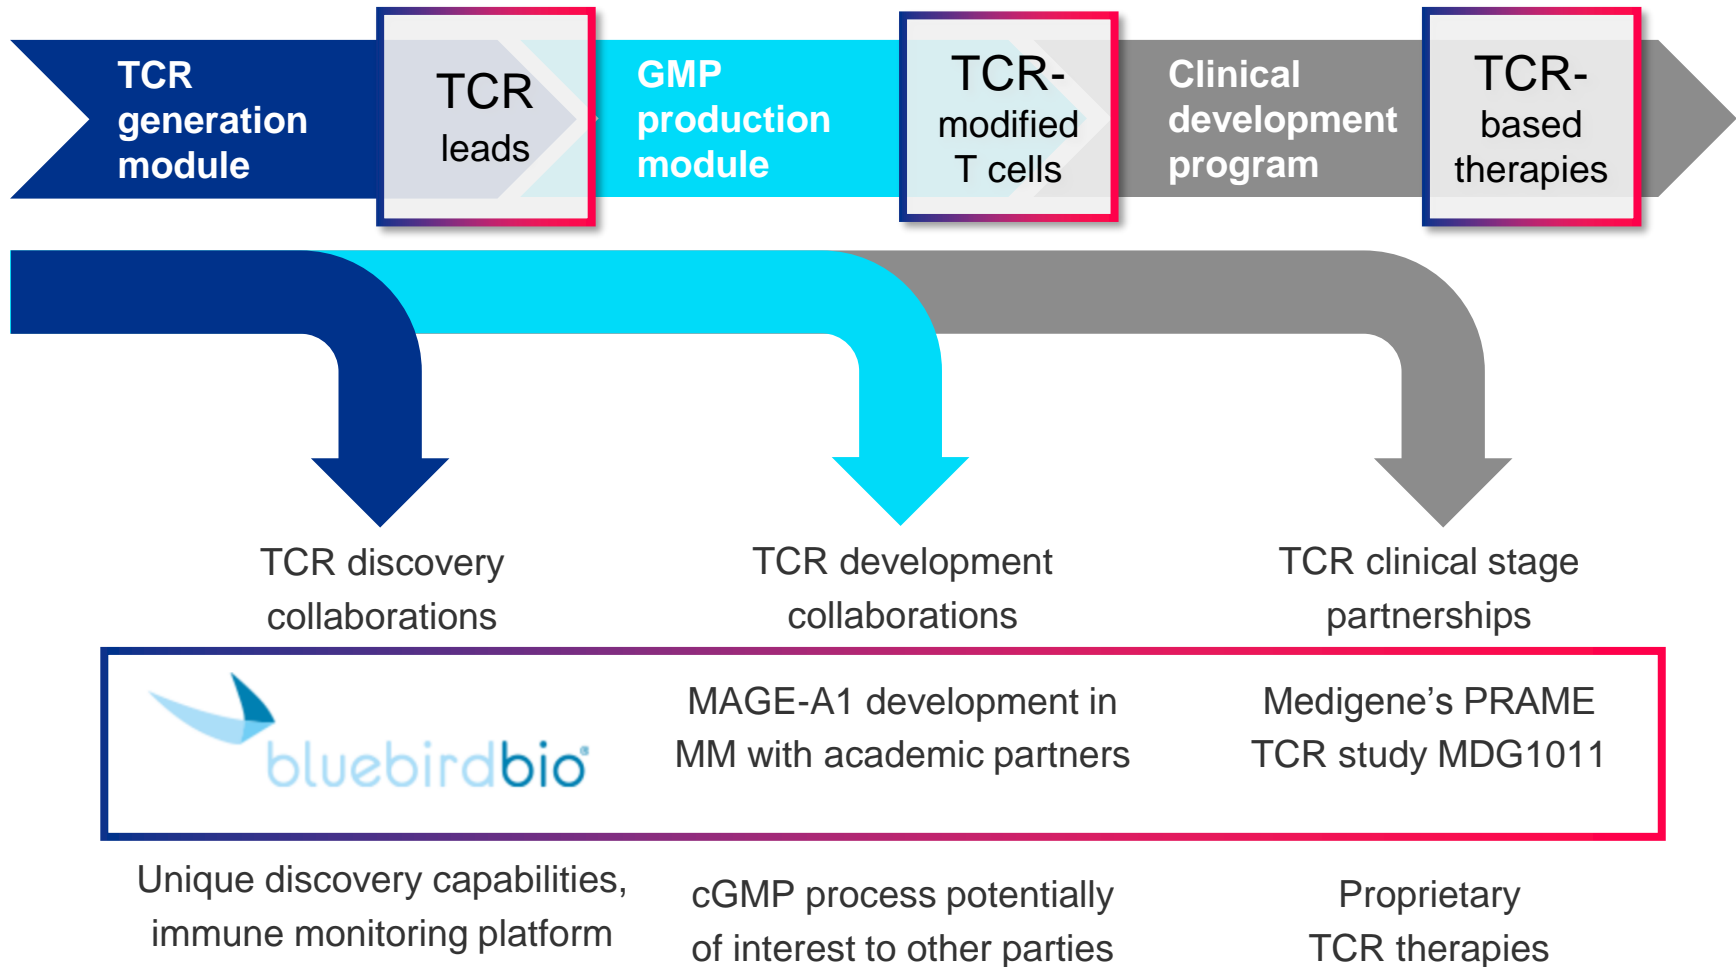 TCR
generation
module
TCR
leads
GMP
production
module
TCR-
modified
T cells
Clinical
development
program
TCR-
based
therapies
TCR discovery
collaborations
TCR development
collaborations
TCR clinical stage
partnerships
bluebirdbio®
MAGE-A1 development in
MM with academic partners
Medigene’s PRAME
TCR study MDG1011
Unique discovery capabilities,
immune monitoring platform
cGMP process potentially
of interest to other parties
Proprietary
TCR therapies